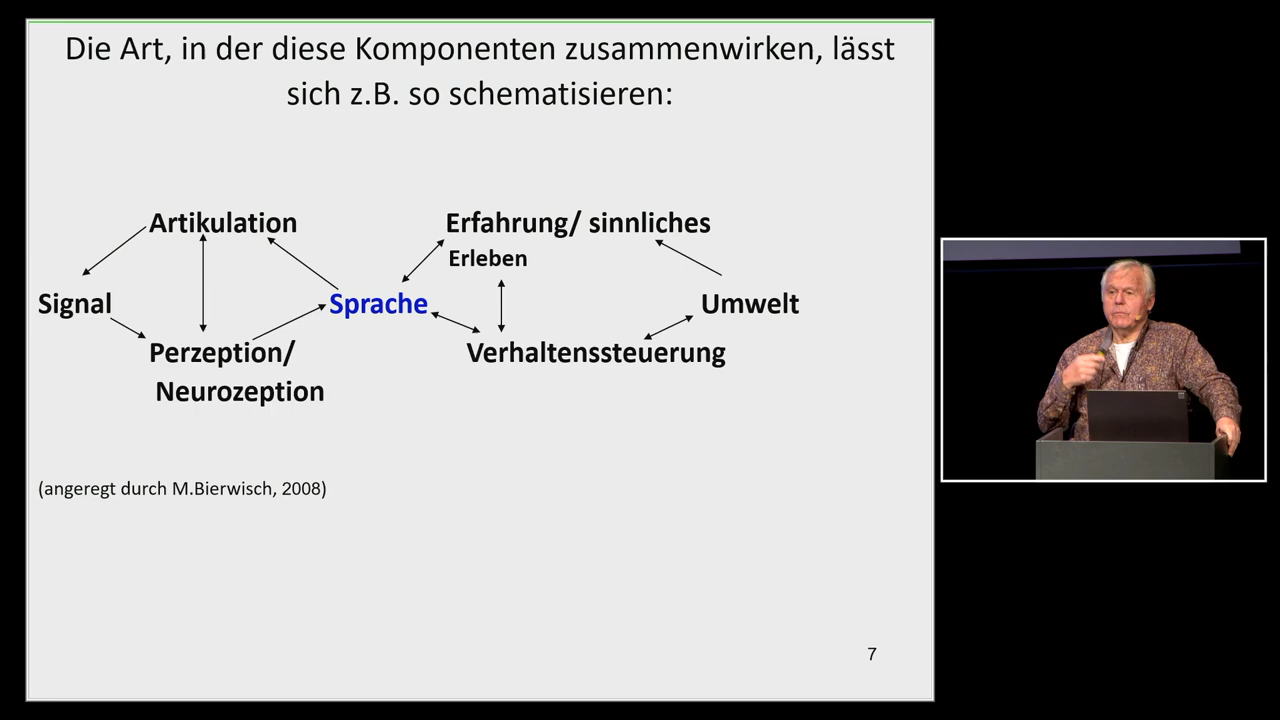 Die Art, in der diese Komponenten zusammenwirken, lässt
sich z.B. so schematisieren:
Artikulation
Erfahrung/ sinnliches
Erleben
Signal
Sprache
Umwelt
Perzeption/
Neurozeption
Verhaltenssteuerung
(angeregt durch M.Bierwisch, 2008)
7